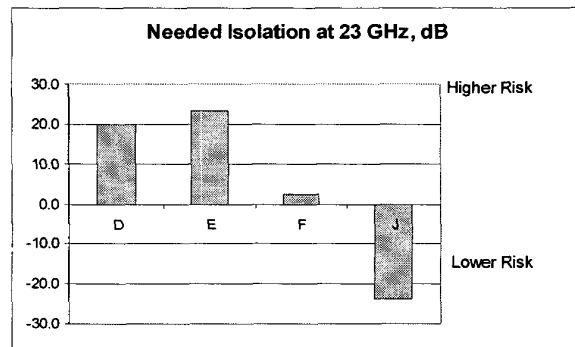 Needed Isolation at 23 GHz, dB
30.0
Higher Risk
20.0
10.0
0.0
D E F J
-10.0
Lower Risk
-20.0
-30.0